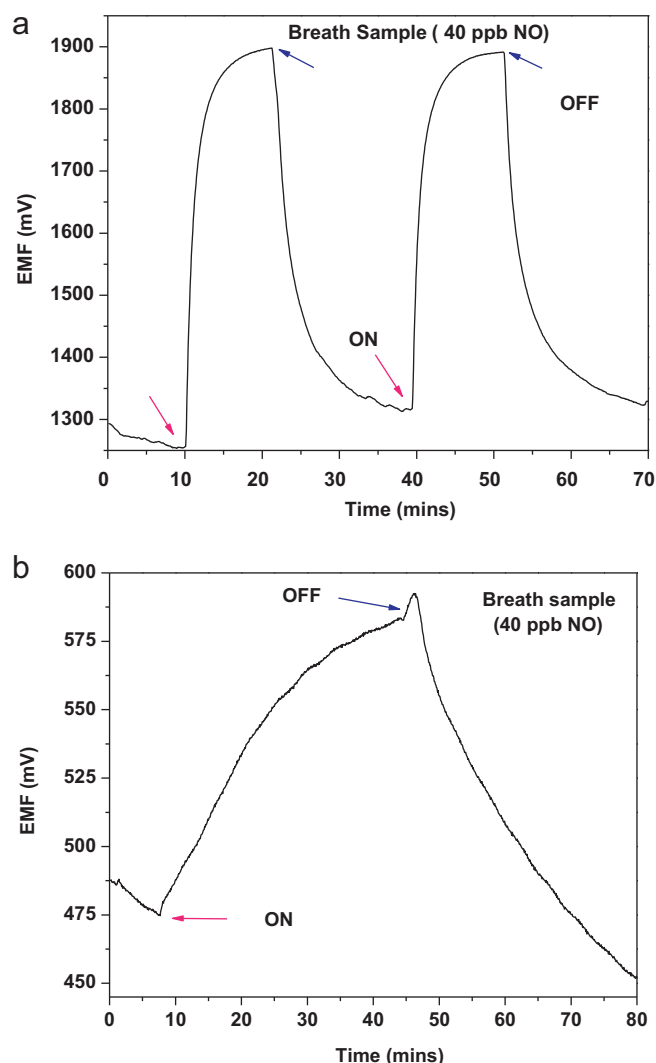 a
Breath Sample ( 40 ppb NO)
1900
1800
1700
1600
1500
1400
1300
EMF (mV)
OFF
ON
0 10 20 30 40 50 60 70
Time (mins)
b
600
575
550
525
500
475
450
EMF (mV)
OFF
Breath sample
(40 ppb NO)
ON
0 10 20 30 40 50 60 70 80
Time (mins)